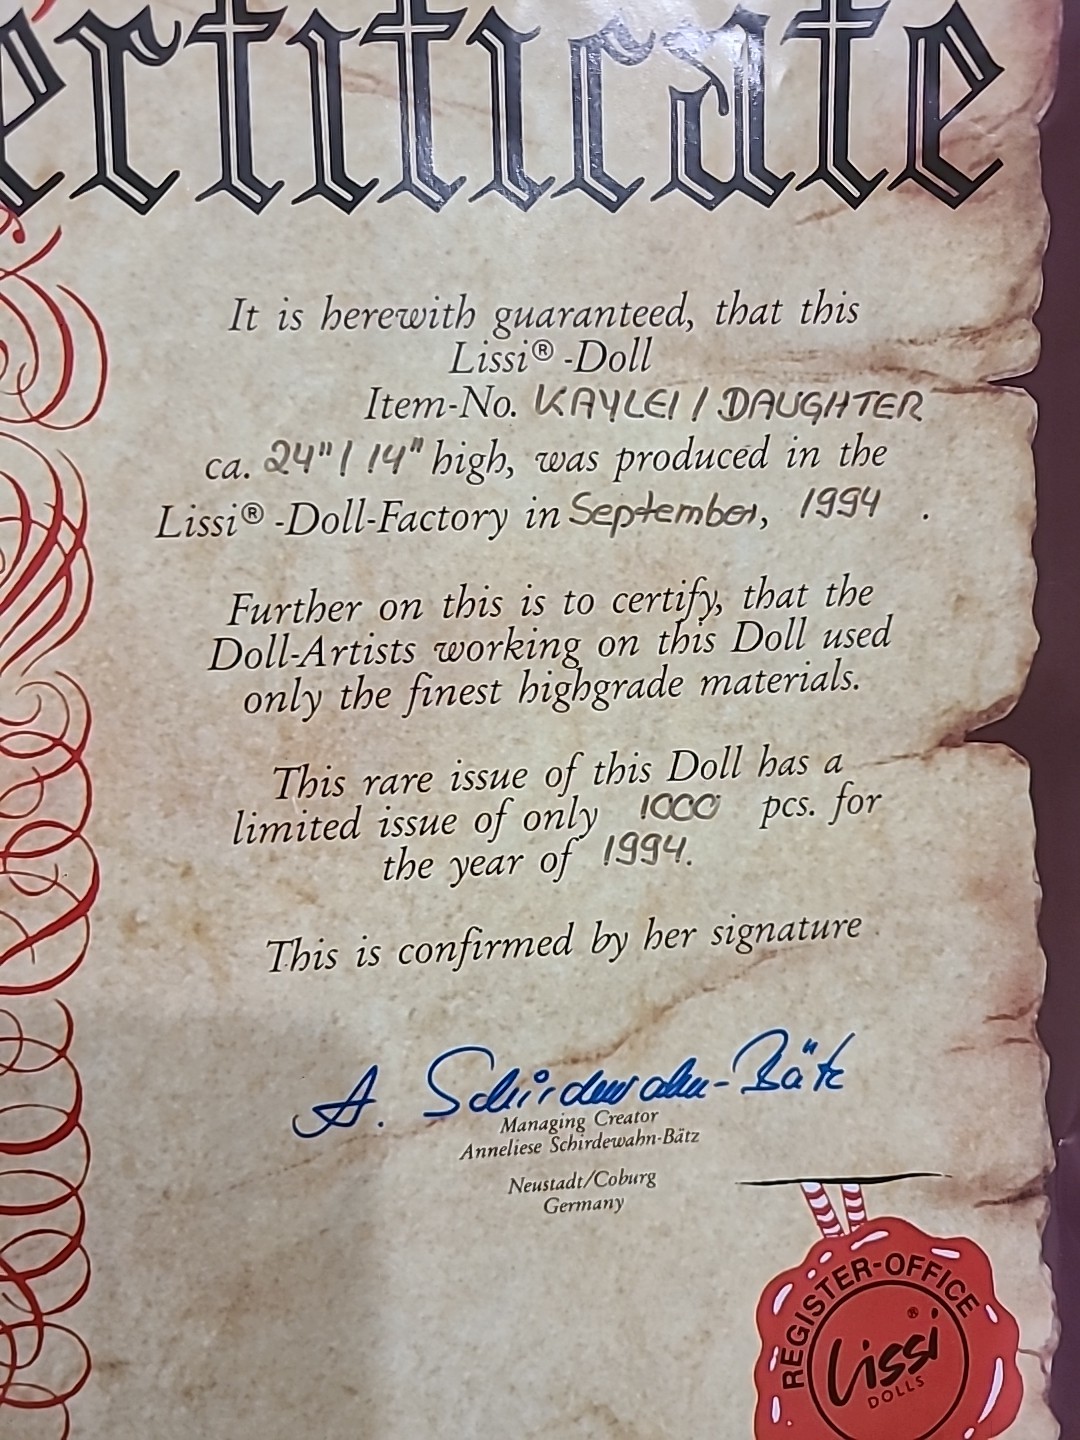 ertificate
It is herewith guaranteed, that this
Lissi® -Doll
Item-No. KAYLEI / DAUGHTER
ca. 24" / 14" high, was produced in the
Lissi® -Doll-Factory in September, 1994 .
Further on this is to certify, that the
Doll-Artists working on this Doll used
only the finest highgrade materials.
This rare issue of this Doll has a
limited issue of only 1000 pcs. for
the year of 1994.
This is confirmed by her signature
A. Schirdewahn-Bätz
Managing Creator
Anneliese Schirdewahn-Bätz
Neustadt/Coburg
Germany
REGISTER-OFFICE
Lissi®
DOLLS